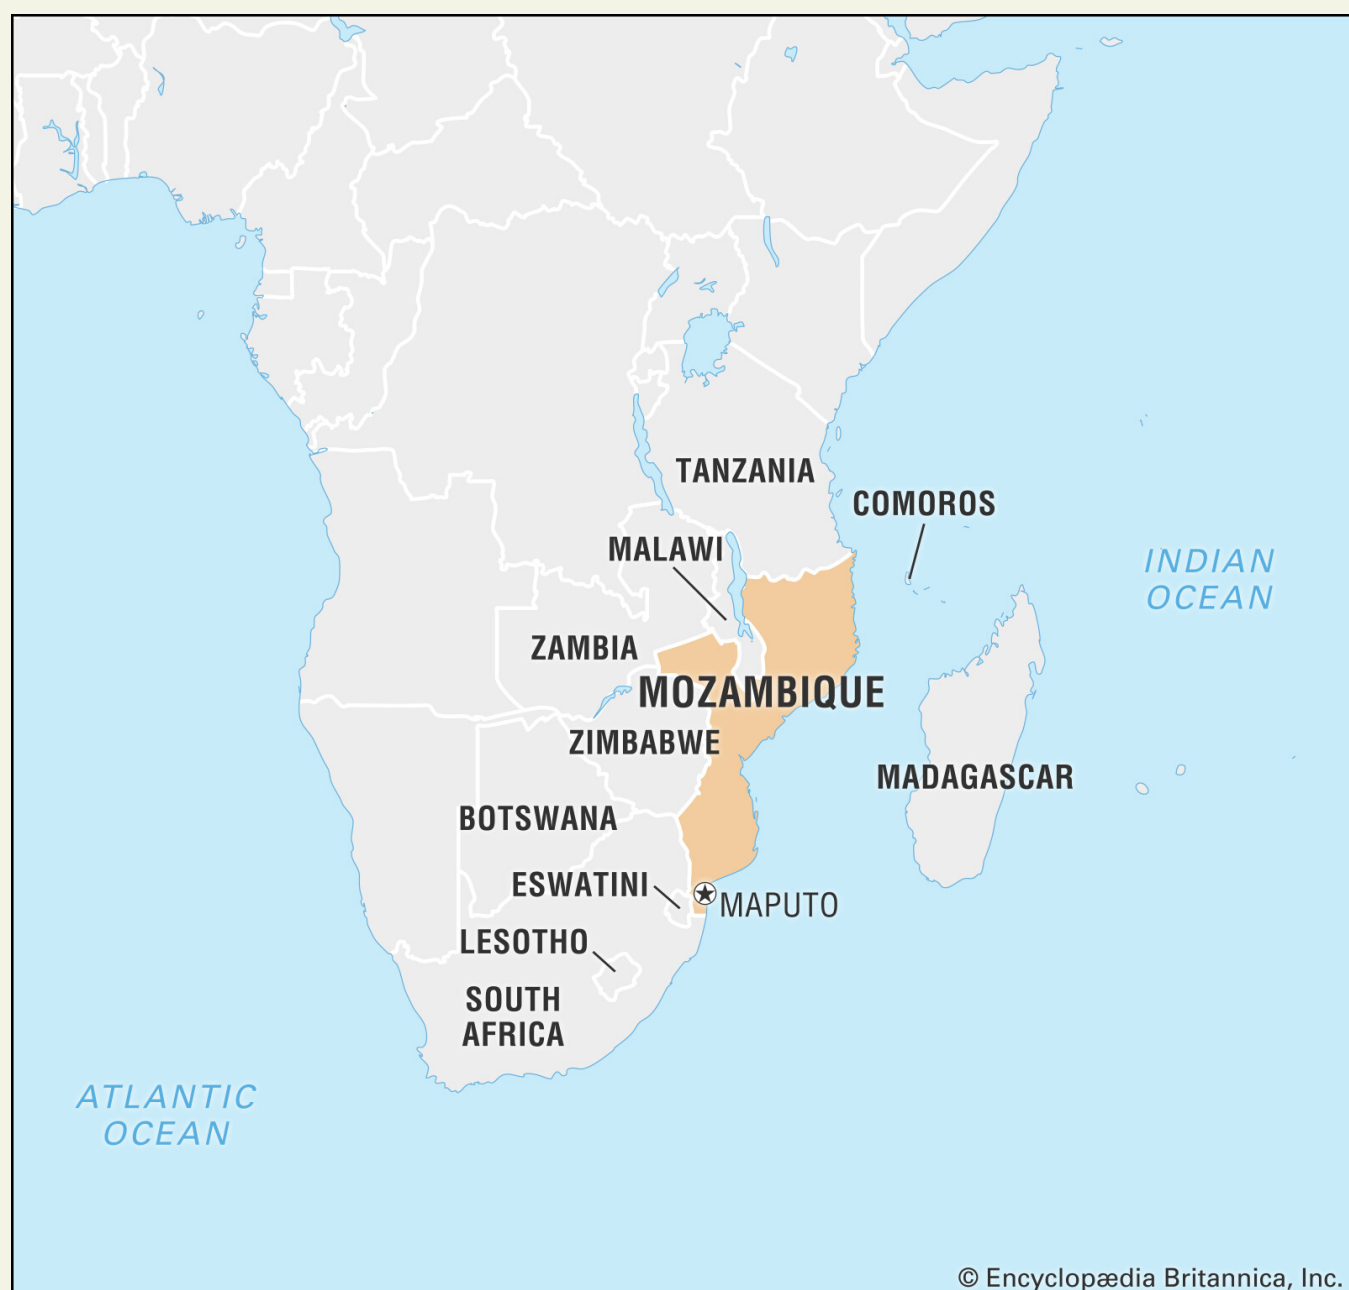 TANZANIA
COMOROS
MALAWI
INDIAN
OCEAN
ZAMBIA
MOZAMBIQUE
ZIMBABWE
MADAGASCAR
BOTSWANA
ESWATINI
MAPUTO
LESOTHO
SOUTH
AFRICA
ATLANTIC
OCEAN
© Encyclopædia Britannica, Inc.